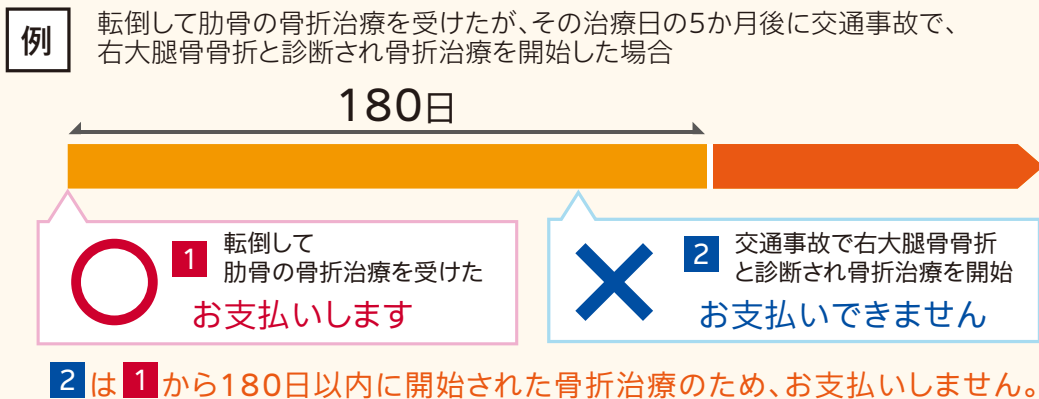 例
転倒して肋骨の骨折治療を受けたが、その治療日の5か月後に交通事故で、
右大腿骨骨折と診断され骨折治療を開始した場合
180日
1 転倒して
肋骨の骨折治療を受けた
お支払いします
2 交通事故で右大腿骨骨折
と診断され骨折治療を開始
お支払いできません
2は1から180日以内に開始された骨折治療のため、お支払いしません。